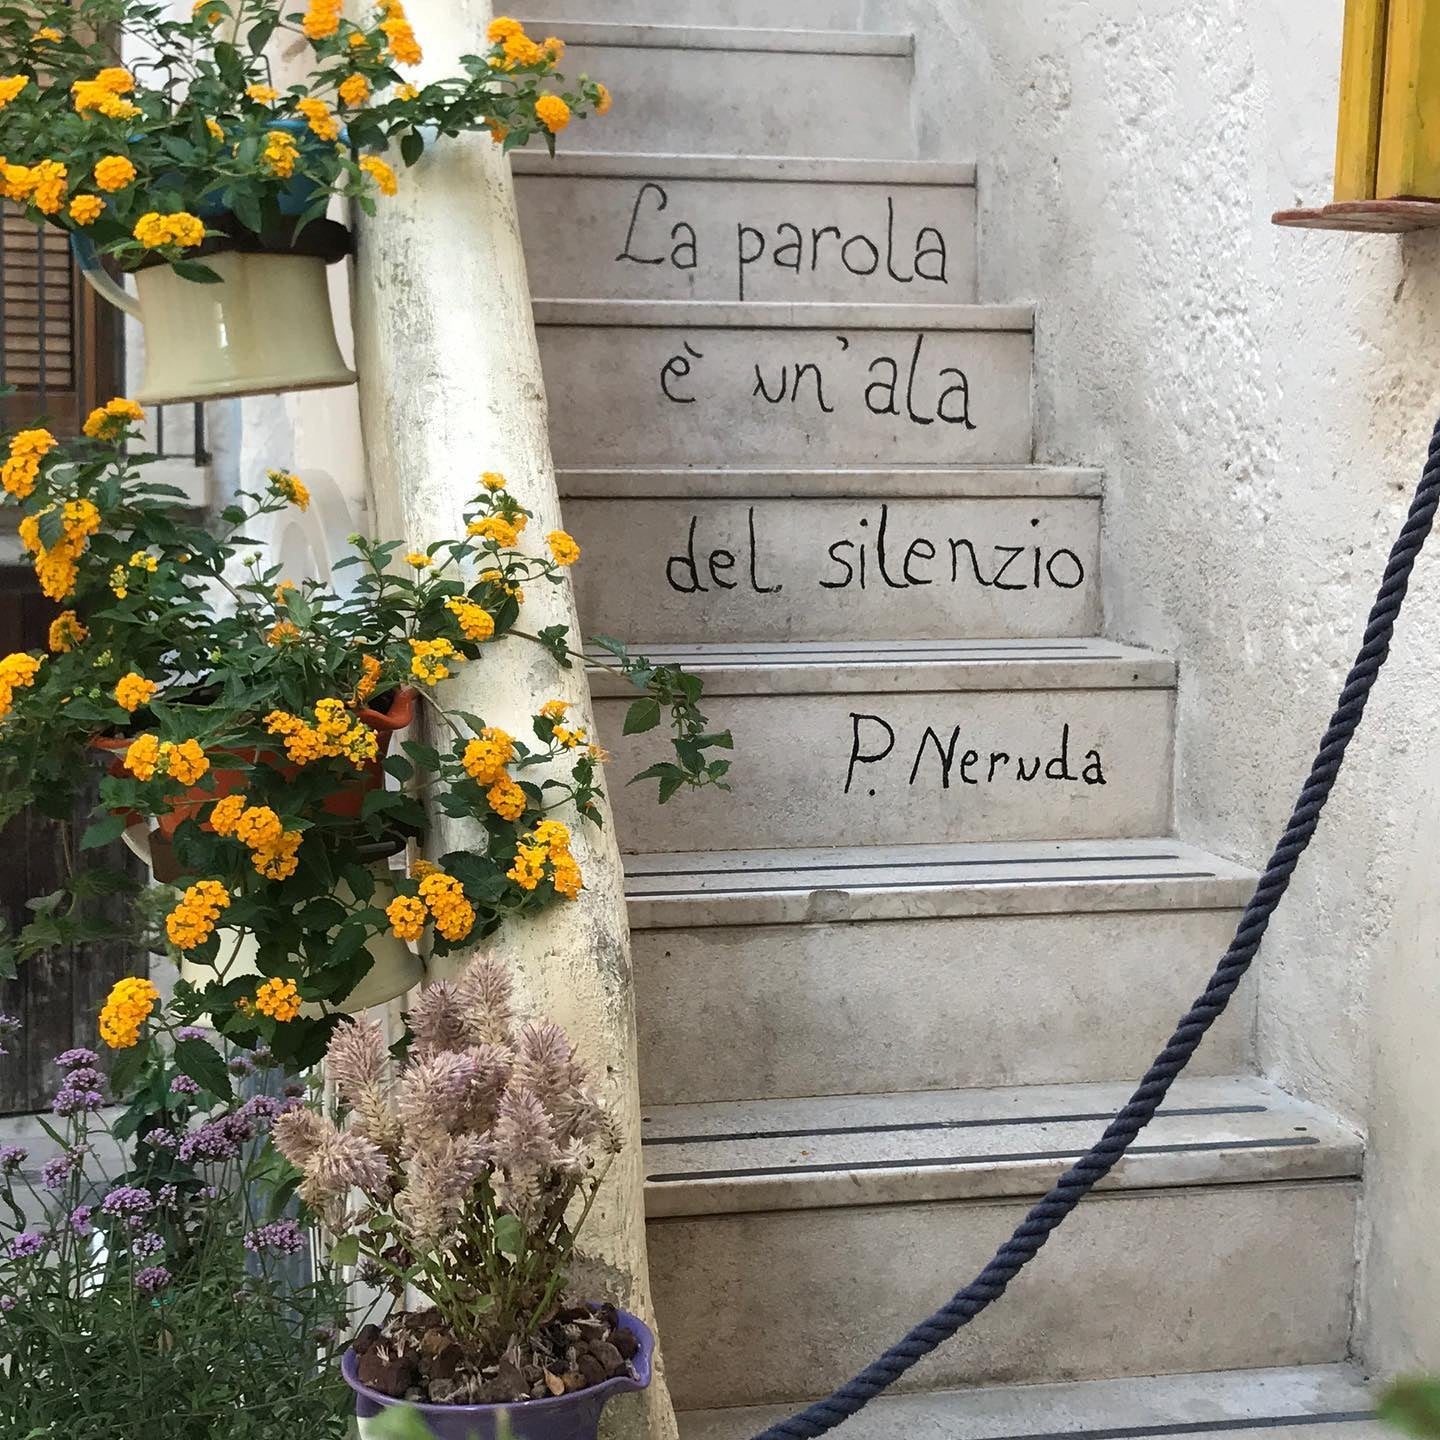 La parola
è un'ala
del silenzio
P. Neruda